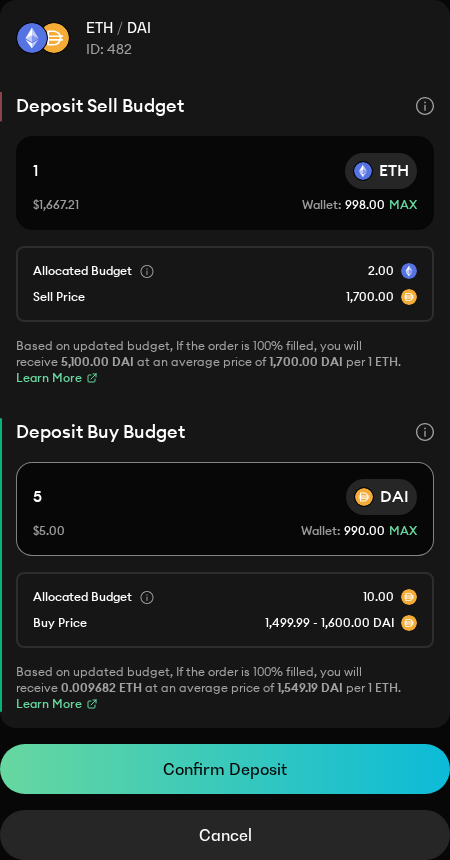 ETH / DAI
ID: 482
Deposit Sell Budget
1
ETH
$1,667.21
Wallet: 998.00 MAX
Allocated Budget
2.00
Sell Price
1,700.00
Based on updated budget, If the order is 100% filled, you will
receive 5,100.00 DAI at an average price of 1,700.00 DAI per 1 ETH.
Learn More
Deposit Buy Budget
5
DAI
$5.00
Wallet: 990.00 MAX
Allocated Budget
10.00
Buy Price
1,499.99 - 1,600.00 DAI
Based on updated budget, If the order is 100% filled, you will
receive 0.009682 ETH at an average price of 1,549.19 DAI per 1 ETH.
Learn More
Confirm Deposit
Cancel